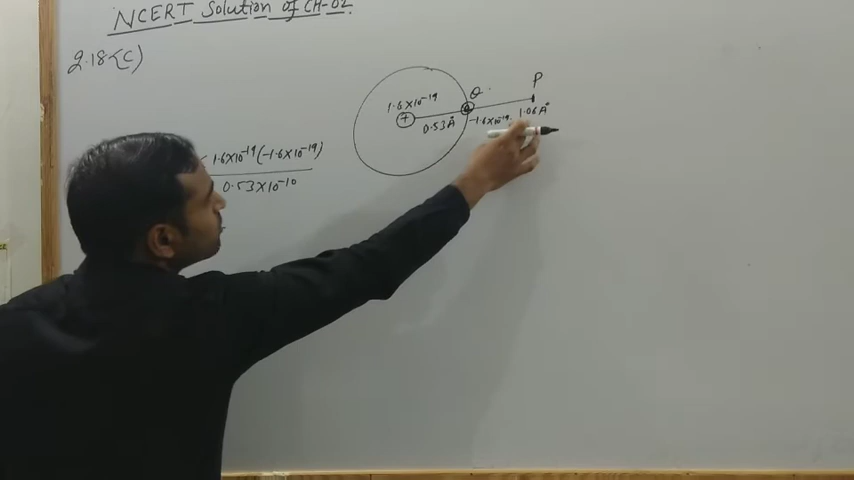 NCERT Solution of CH-02.
2.18(C)
P
Q
1.6×10⁻¹⁹
+
0.53Å
-1.6×10⁻¹⁹
1.06Å
1.6×10⁻¹⁹(-1.6×10⁻¹⁹)
0.53×10⁻¹⁰